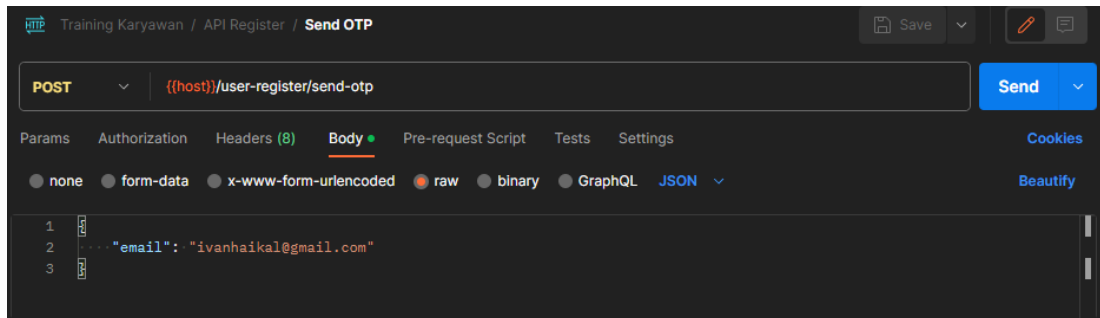 HTTP Training Karyawan / API Register / Send OTP Save
POST {{host}}/user-register/send-otp Send
Params Authorization Headers (8) Body Pre-request Script Tests Settings Cookies
none form-data x-www-form-urlencoded raw binary GraphQL JSON Beautify
1 {
2 ····"email":·"ivanhaikal@gmail.com"
3 }